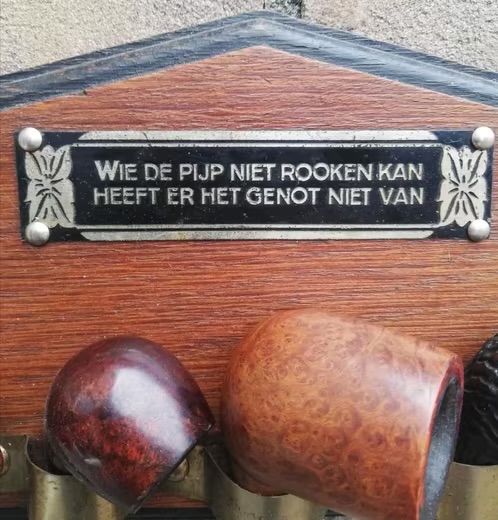 WIE DE PIJP NIET ROOKEN KAN
HEEFT ER HET GENOT NIET VAN